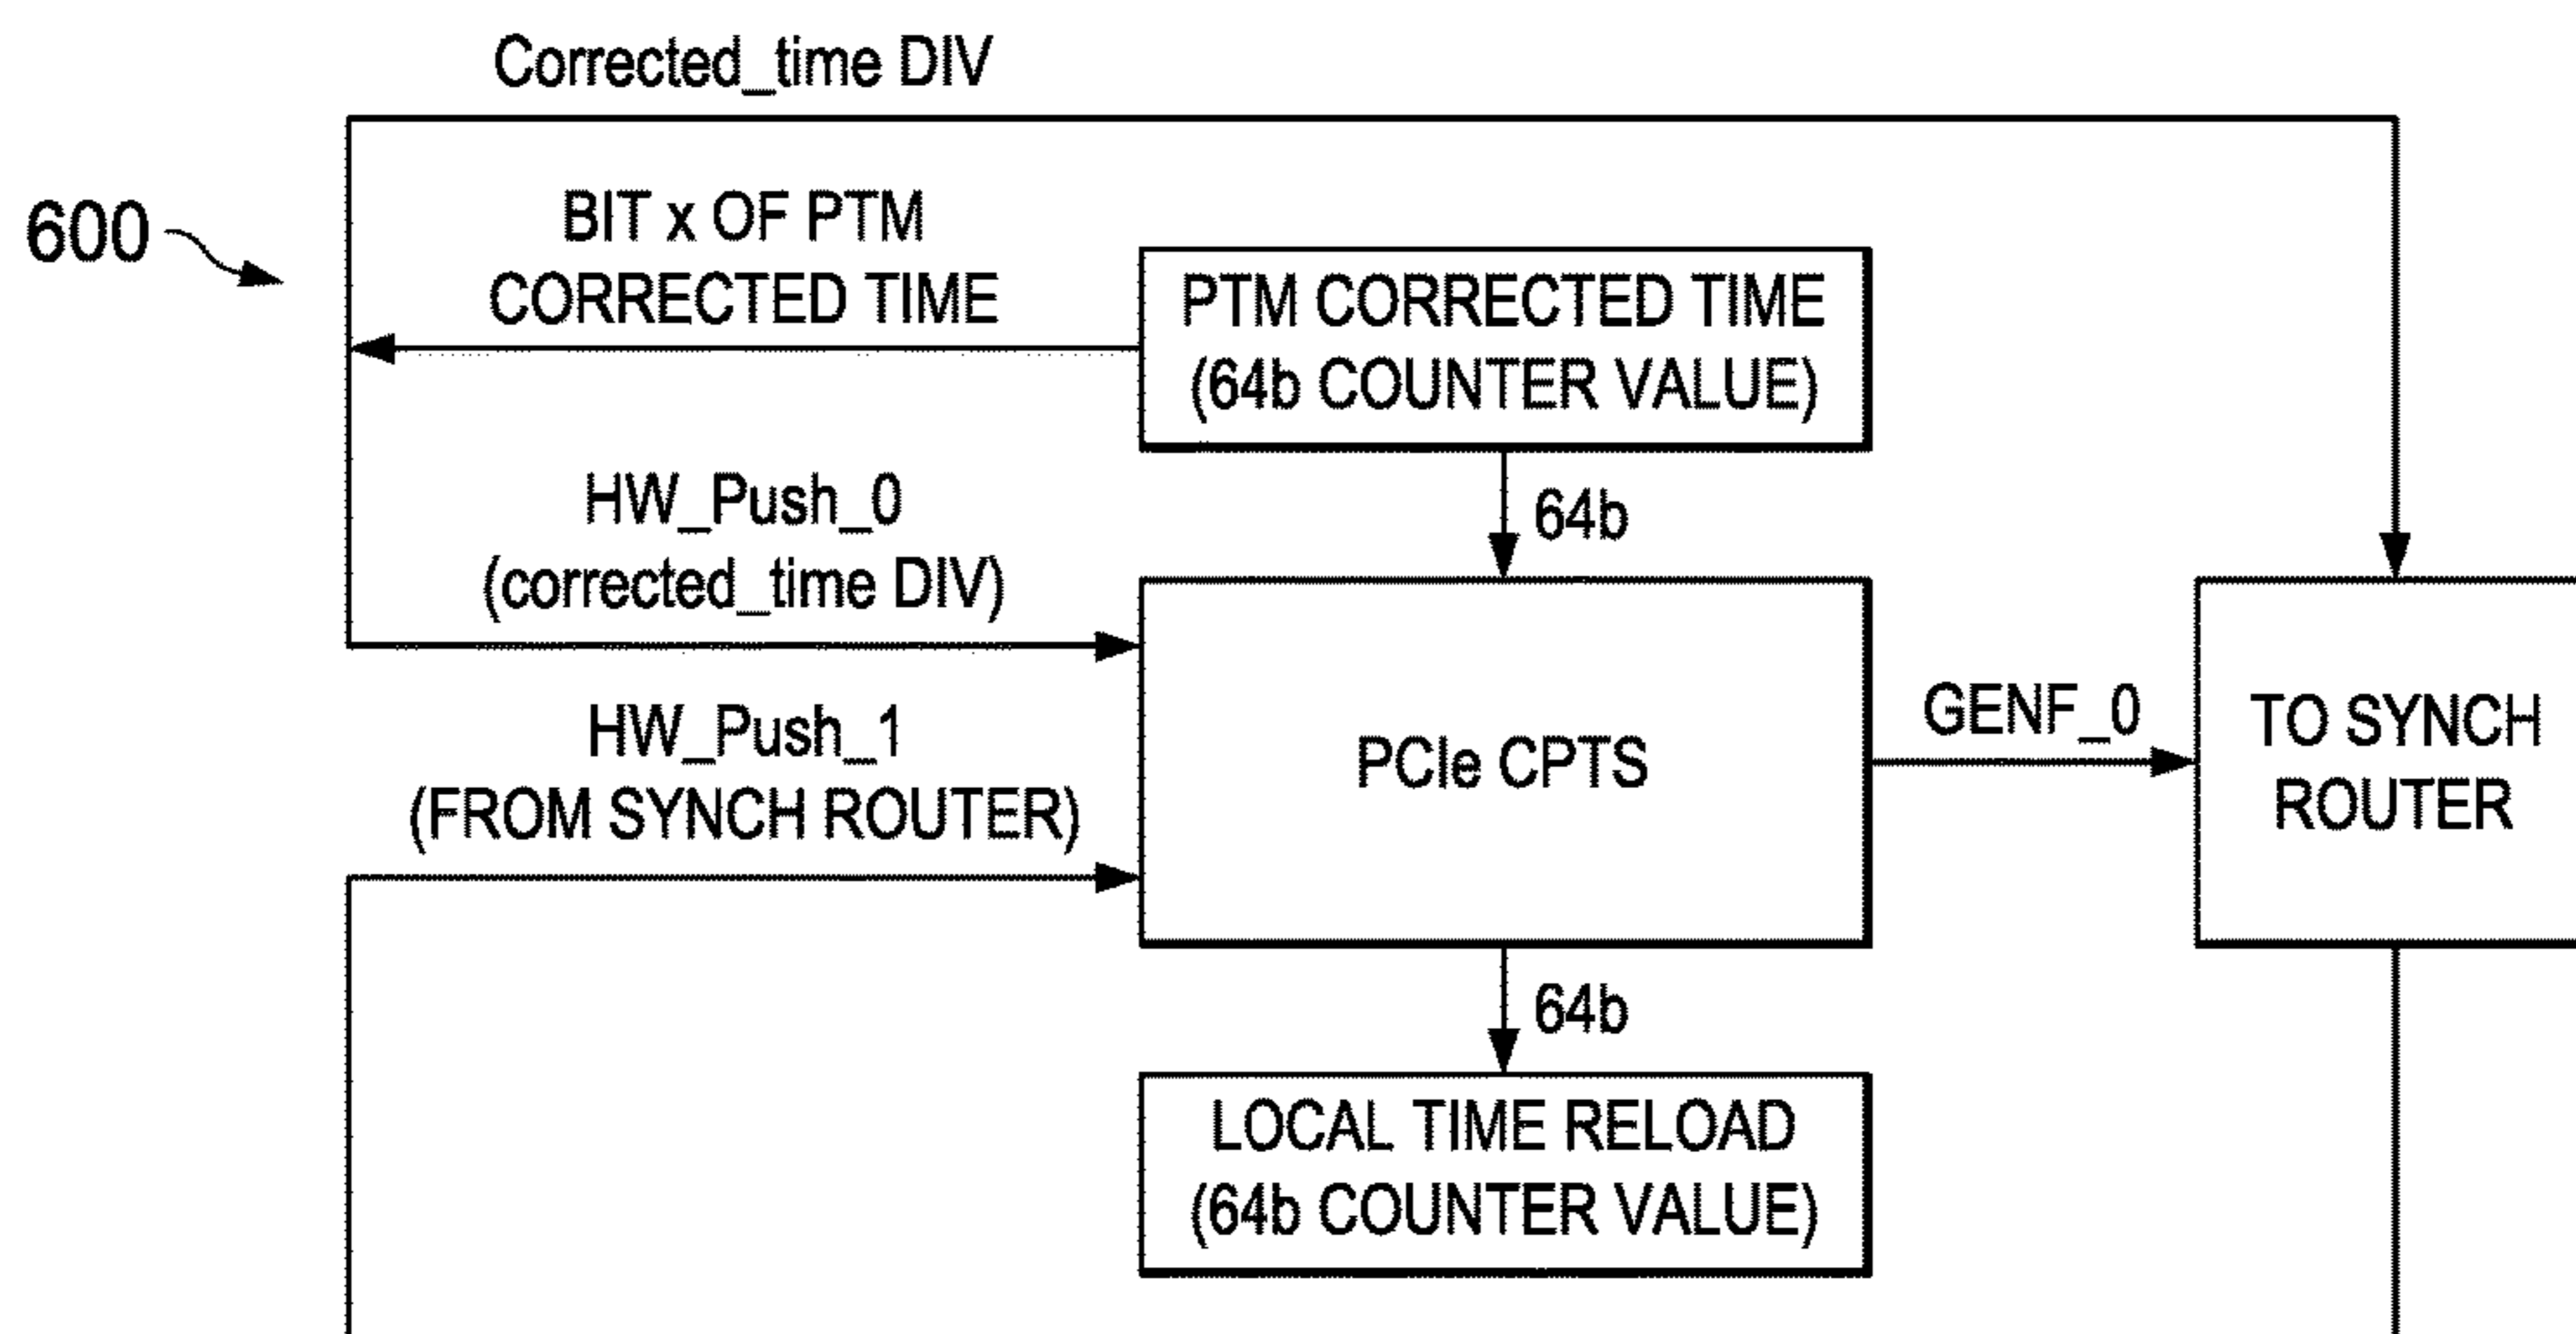 Corrected_time DIV
600
BIT x OF PTM
CORRECTED TIME
PTM CORRECTED TIME
(64b COUNTER VALUE)
64b
HW_Push_0
(corrected_time DIV)
HW_Push_1
(FROM SYNCH ROUTER)
PCIe CPTS
GENF_0
TO SYNCH
ROUTER
64b
LOCAL TIME RELOAD
(64b COUNTER VALUE)